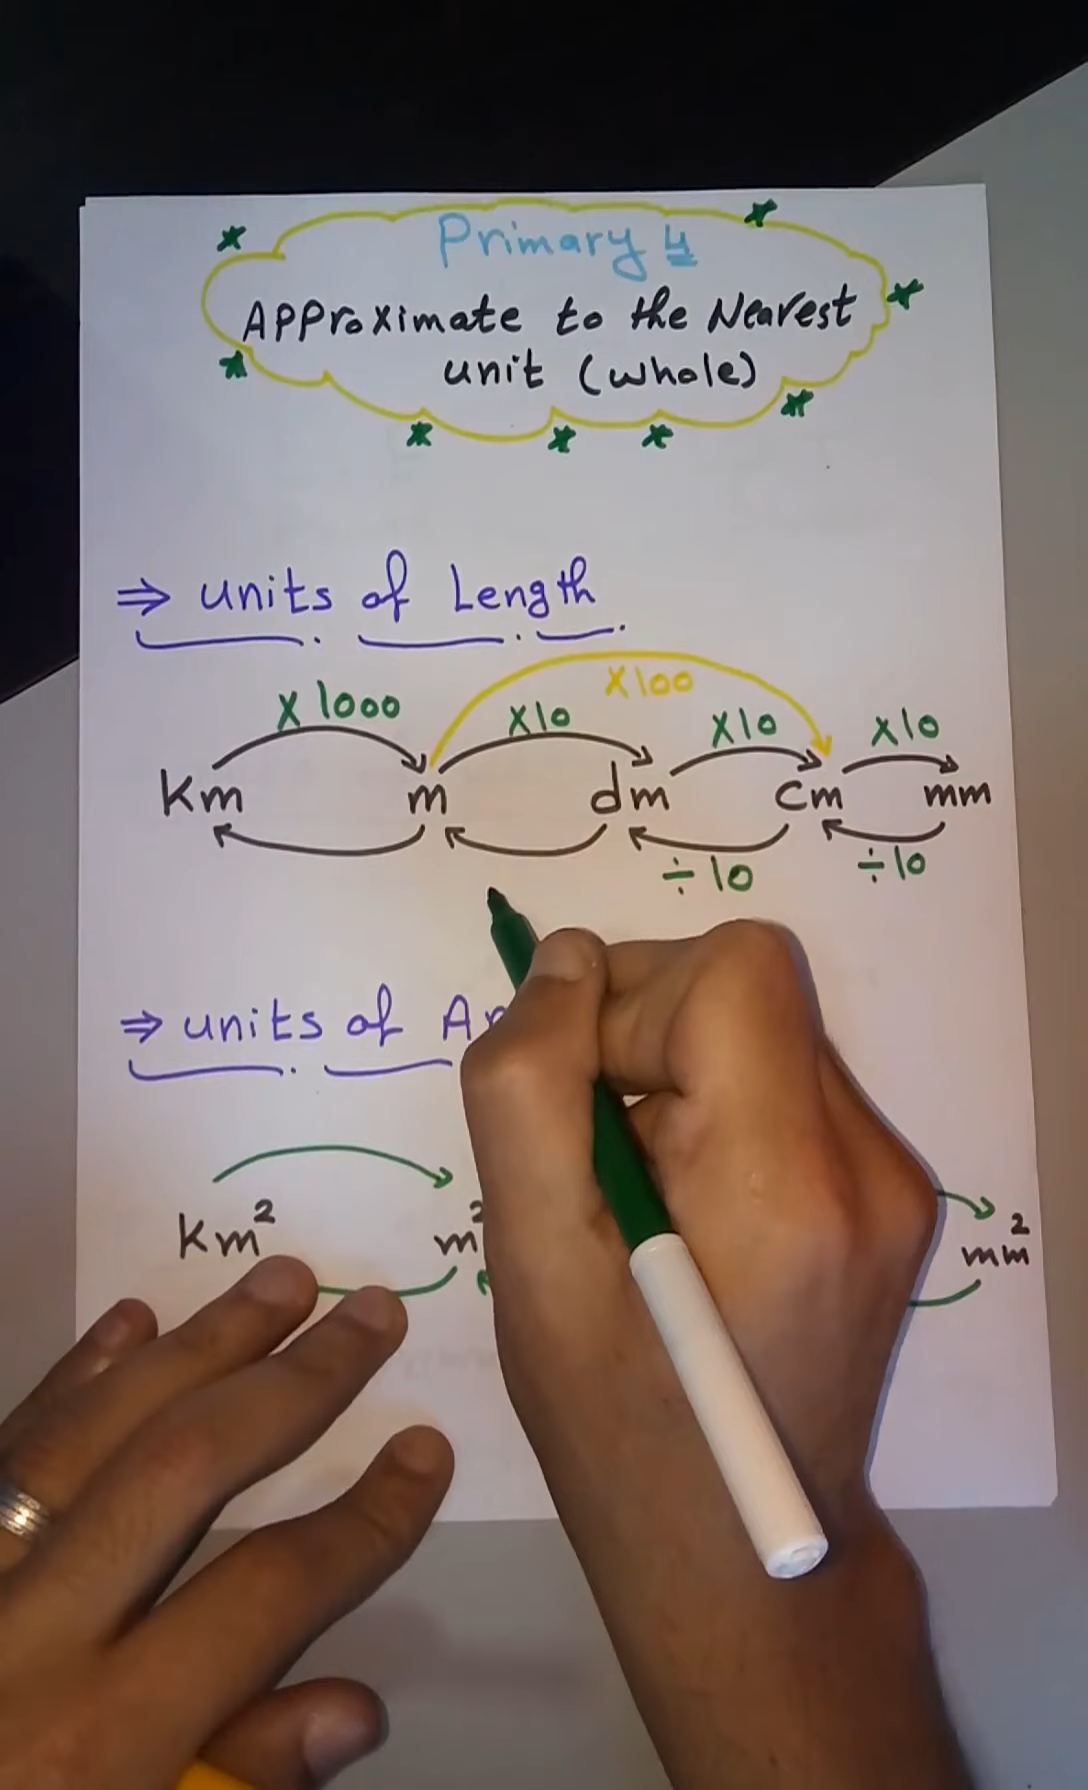 Primary 4
Approximate to the Nearest
unit (whole)
⇒ units of Length
x100
x1000 x10 x10 x10
Km m dm cm mm
÷10 ÷10
⇒ units of
Km² m² mm²